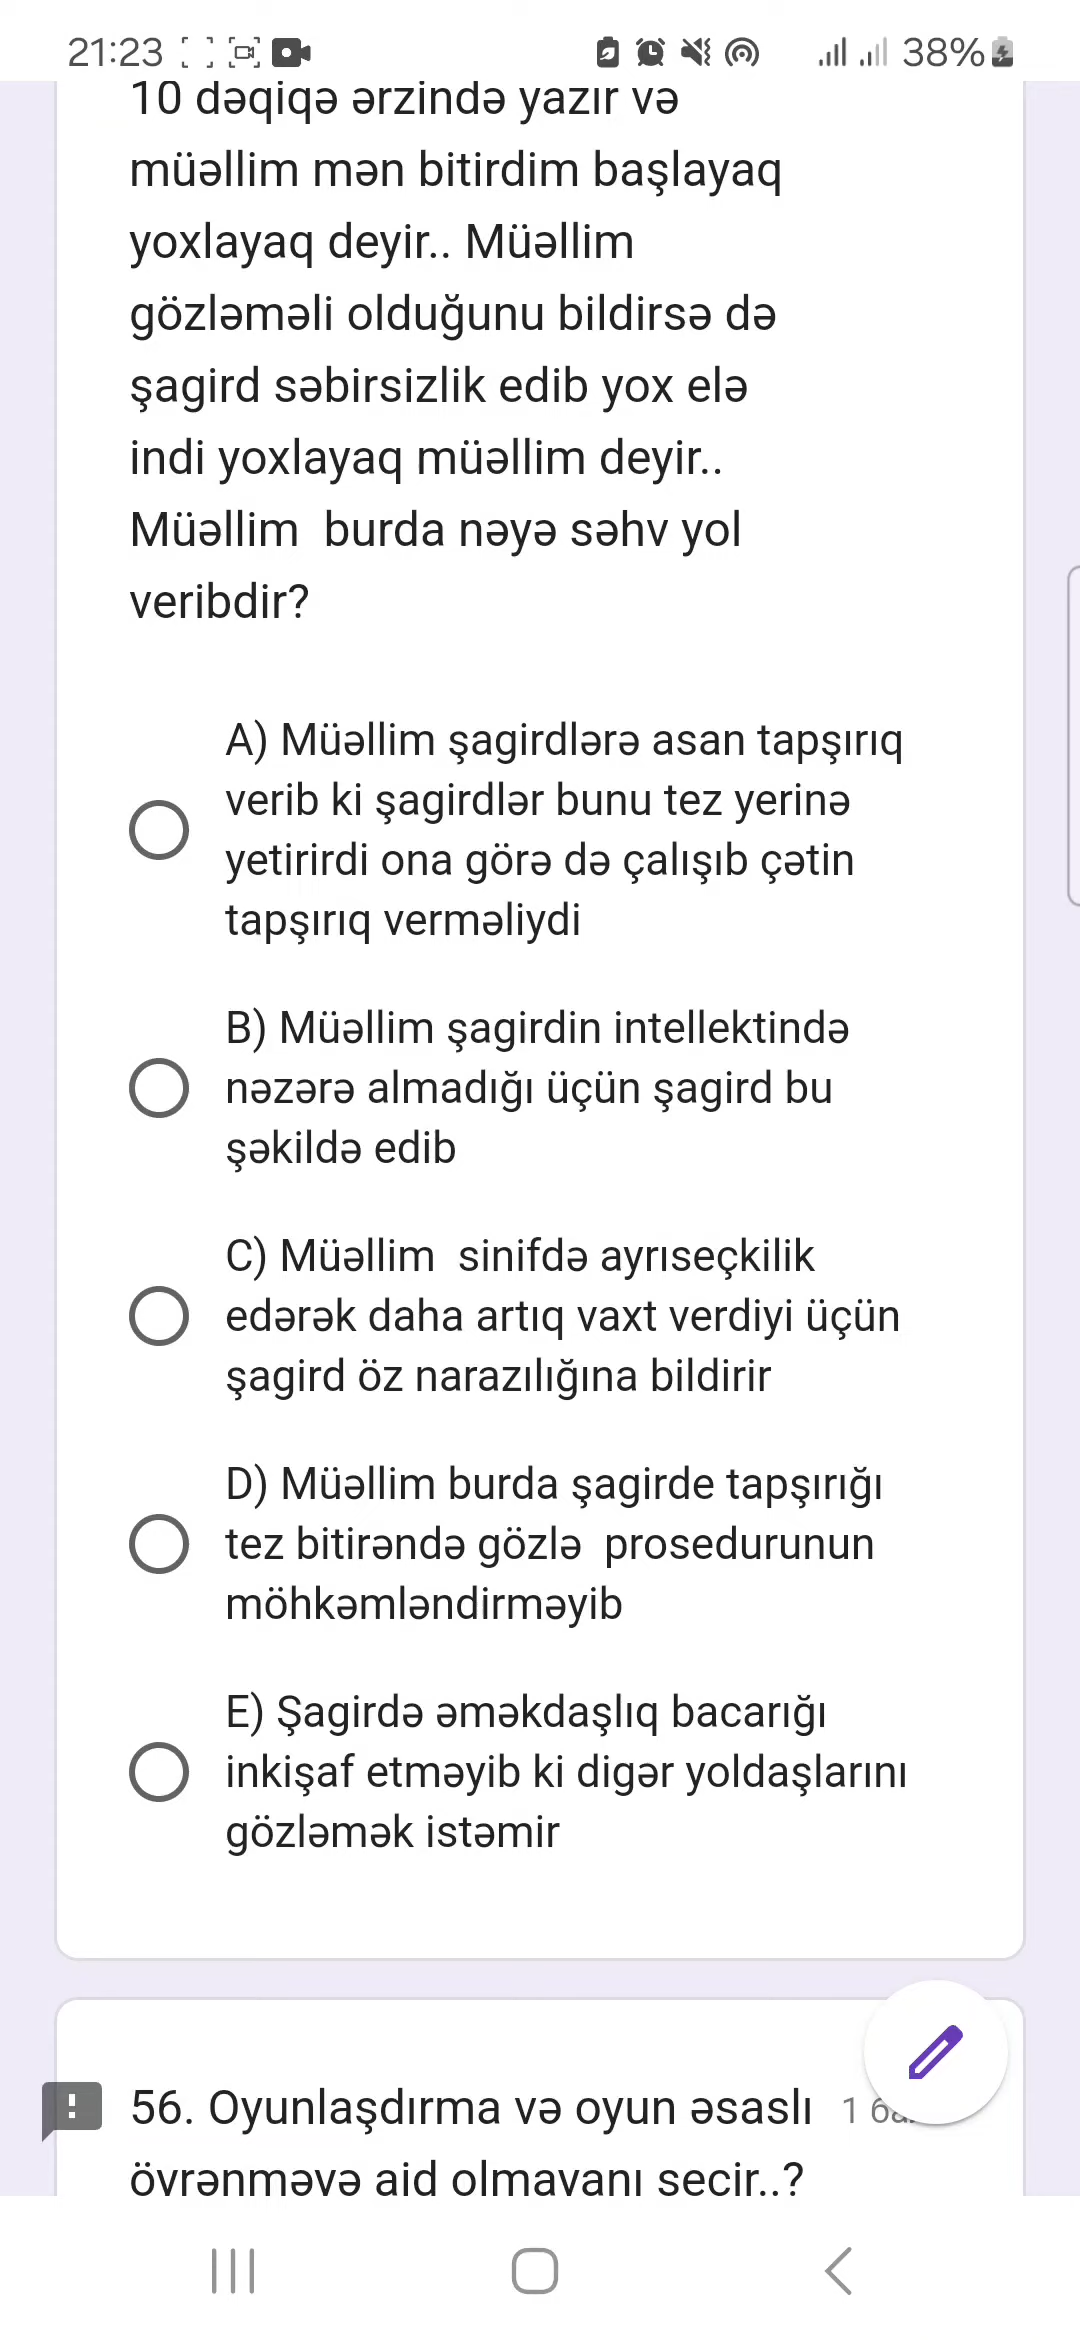 21:23
38%
10 dəqiqə ərzində yazır və
müəllim mən bitirdim başlayaq
yoxlayaq deyir.. Müəllim
gözləməli olduğunu bildirsə də
şagird səbirsizlik edib yox elə
indi yoxlayaq müəllim deyir..
Müəllim burda nəyə səhv yol
veribdir?
A) Müəllim şagirdlərə asan tapşırıq
verib ki şagirdlər bunu tez yerinə
yetirirdi ona görə də çalışıb çətin
tapşırıq verməliydi
B) Müəllim şagirdin intellektində
nəzərə almadığı üçün şagird bu
şəkildə edib
C) Müəllim sinifdə ayrıseçkilik
edərək daha artıq vaxt verdiyi üçün
şagird öz narazılığına bildirir
D) Müəllim burda şagirde tapşırığı
tez bitirəndə gözlə prosedurunun
möhkəmləndirməyib
E) Şagirdə əməkdaşlıq bacarığı
inkişaf etməyib ki digər yoldaşlarını
gözləmək istəmir
56. Oyunlaşdırma və oyun əsaslı 1
övrənməvə aid olmavanı secir..?